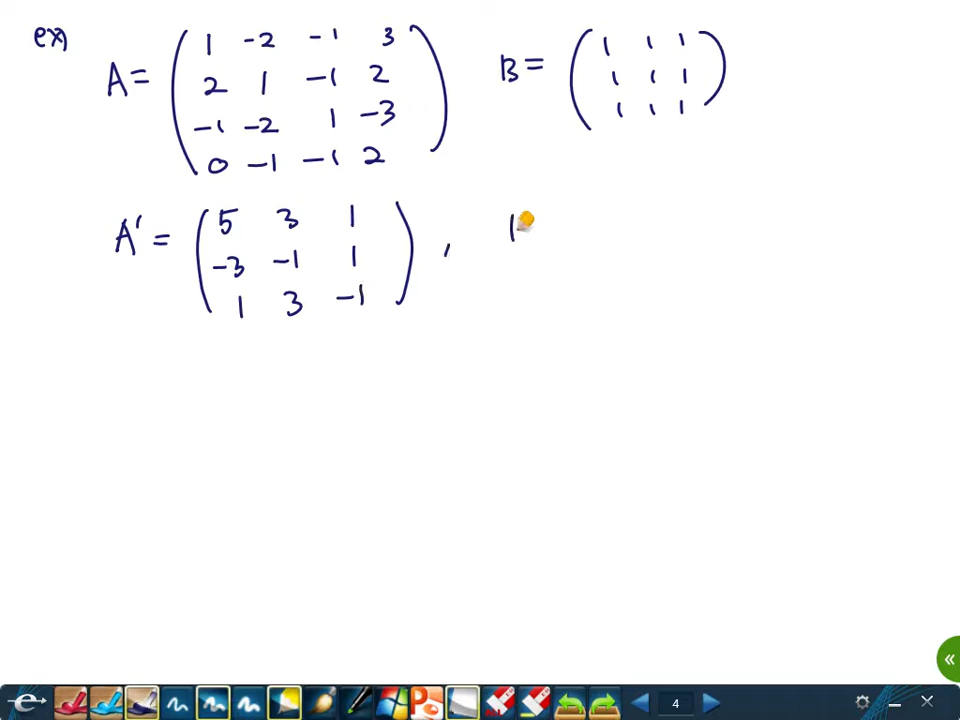 ex)
A = ( 1 -2 -1 3
2 1 -1 2
-1 -2 1 -3
0 -1 -1 2 )
B = ( 1 1 1
1 1 1
1 1 1 )
A' = ( 5 3 1
-3 -1 1
1 3 -1 ) ,
4